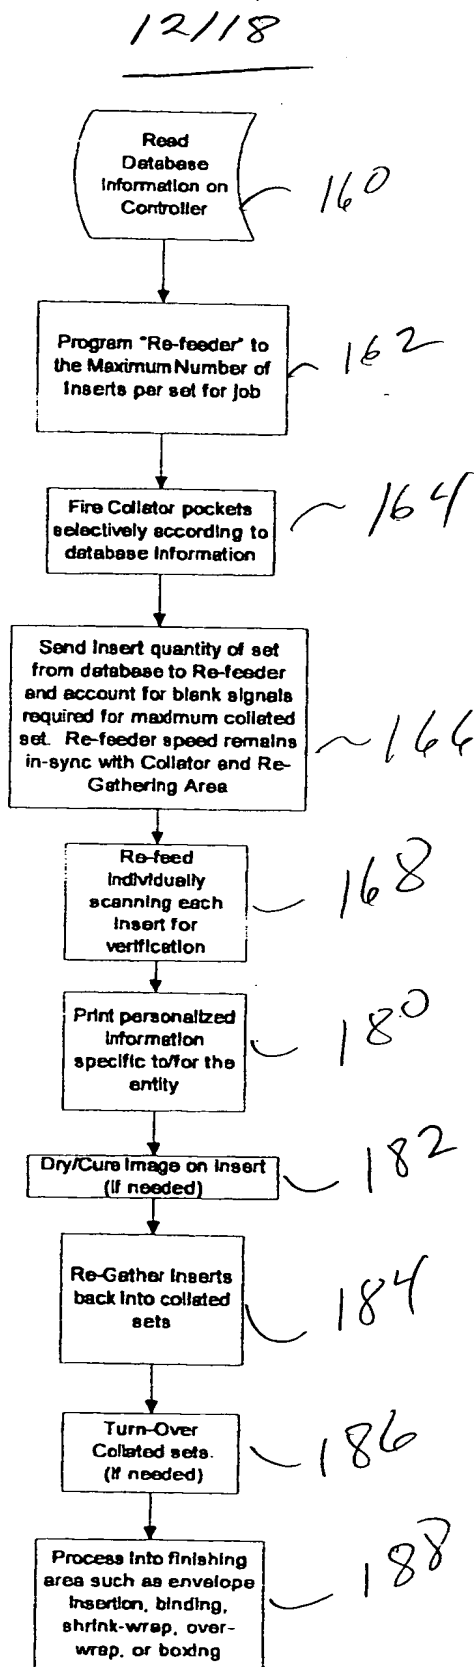 12/18
Read
Database
Information on
Controller
160
Program "Re-feeder" to
the Maximum Number of
Inserts per set for job
162
Fire Collator pockets
selectively according to
database information
164
Send Insert quantity of set
from database to Re-feeder
and account for blank signals
required for maximum collated
set. Re-feeder speed remains
in-sync with Collator and Re-
Gathering Area
166
Re-feed
individually
scanning each
insert for
verification
168
Print personalized
information
specific to/for the
entity
180
Dry/Cure Image on Insert
(if needed)
182
Re-Gather Inserts
back into collated
sets
184
Turn-Over
Collated sets.
(if needed)
186
Process into finishing
area such as envelope
insertion, binding,
shrink-wrap, over-
wrap, or boxing
188